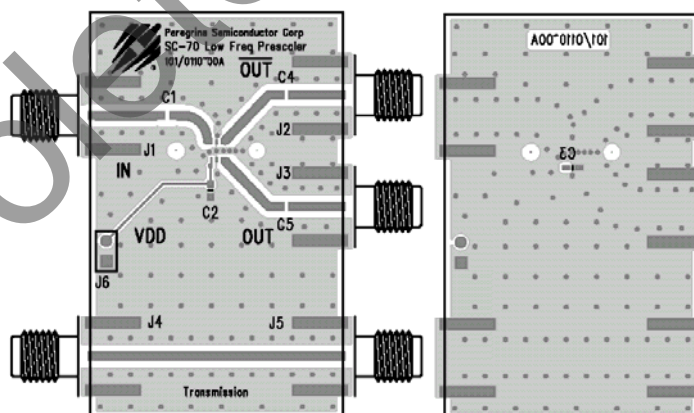 Peregrine Semiconductor Corp
SC-70 Low Freq Prescaler
101/0110~00A
OUT
C4
C1
J2
J1
J3
IN
C2
C5
VDD
OUT
J6
J4
J5
Transmission
101/0110~00A
C3